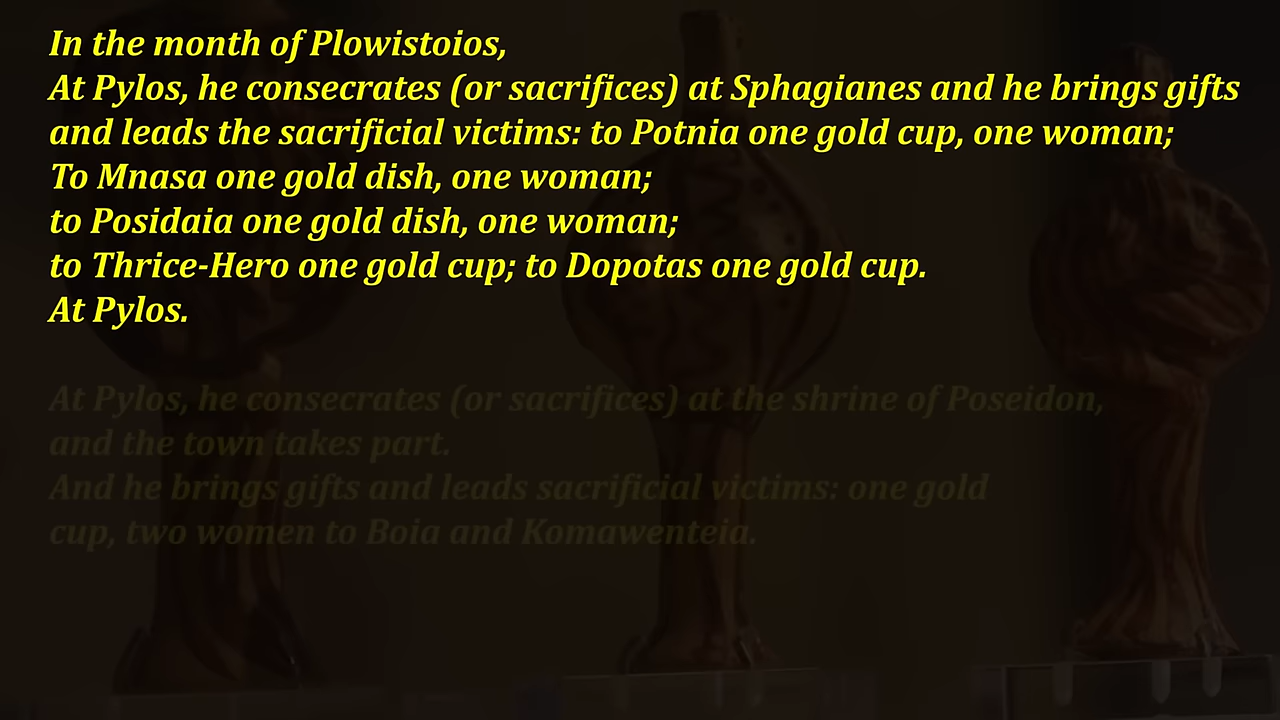 In the month of Plowistoios,
At Pylos, he consecrates (or sacrifices) at Sphagianes and he brings gifts
and leads the sacrificial victims: to Potnia one gold cup, one woman;
To Mnasa one gold dish, one woman;
to Posidaia one gold dish, one woman;
to Thrice-Hero one gold cup; to Dopotas one gold cup.
At Pylos.
At Pylos, he consecrates (or sacrifices) at the shrine of Poseidon,
and the town takes part.
And he brings gifts and leads sacrificial victims: one gold
cup, two women to Boia and Komawenteia.